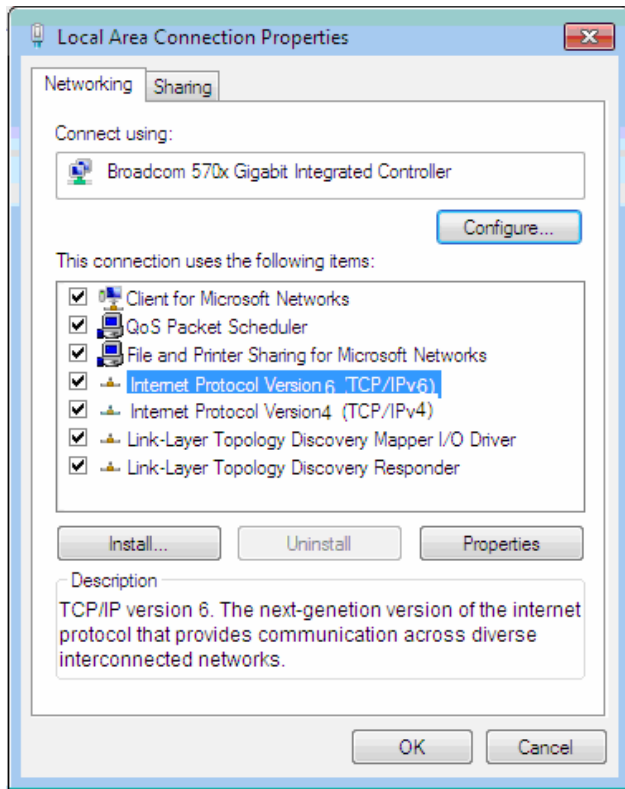 Local Area Connection Properties
Networking
Sharing
Connect using:
Broadcom 570x Gigabit Integrated Controller
Configure...
This connection uses the following items:
Client for Microsoft Networks
QoS Packet Scheduler
File and Printer Sharing for Microsoft Networks
Internet Protocol Version 6 (TCP/IPv6)
Internet Protocol Version4 (TCP/IPv4)
Link-Layer Topology Discovery Mapper I/O Driver
Link-Layer Topology Discovery Responder
Install...
Uninstall
Properties
Description
TCP/IP version 6. The next-genetion version of the internet
protocol that provides communication across diverse
interconnected networks.
OK
Cancel